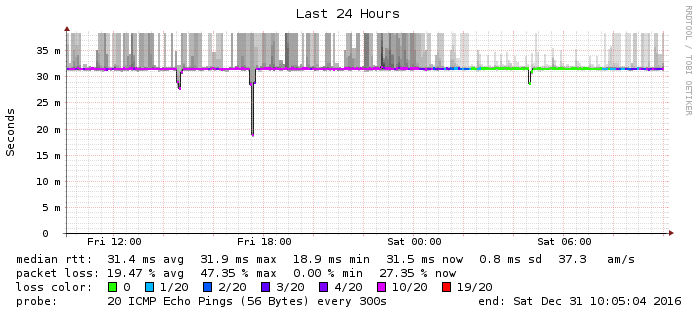 Last 24 Hours
RRDTOOL / TOBI OETIKER
Seconds
35 m
30 m
25 m
20 m
15 m
10 m
5 m
0
Fri 12:00 Fri 18:00 Sat 00:00 Sat 06:00
median rtt: 31.4 ms avg 31.9 ms max 18.9 ms min 31.5 ms now 0.8 ms sd 37.3 am/s
packet loss: 19.47 % avg 47.35 % max 0.00 % min 27.35 % now
loss color: 0 1/20 2/20 3/20 4/20 10/20 19/20
probe: 20 ICMP Echo Pings (56 Bytes) every 300s end: Sat Dec 31 10:05:04 2016